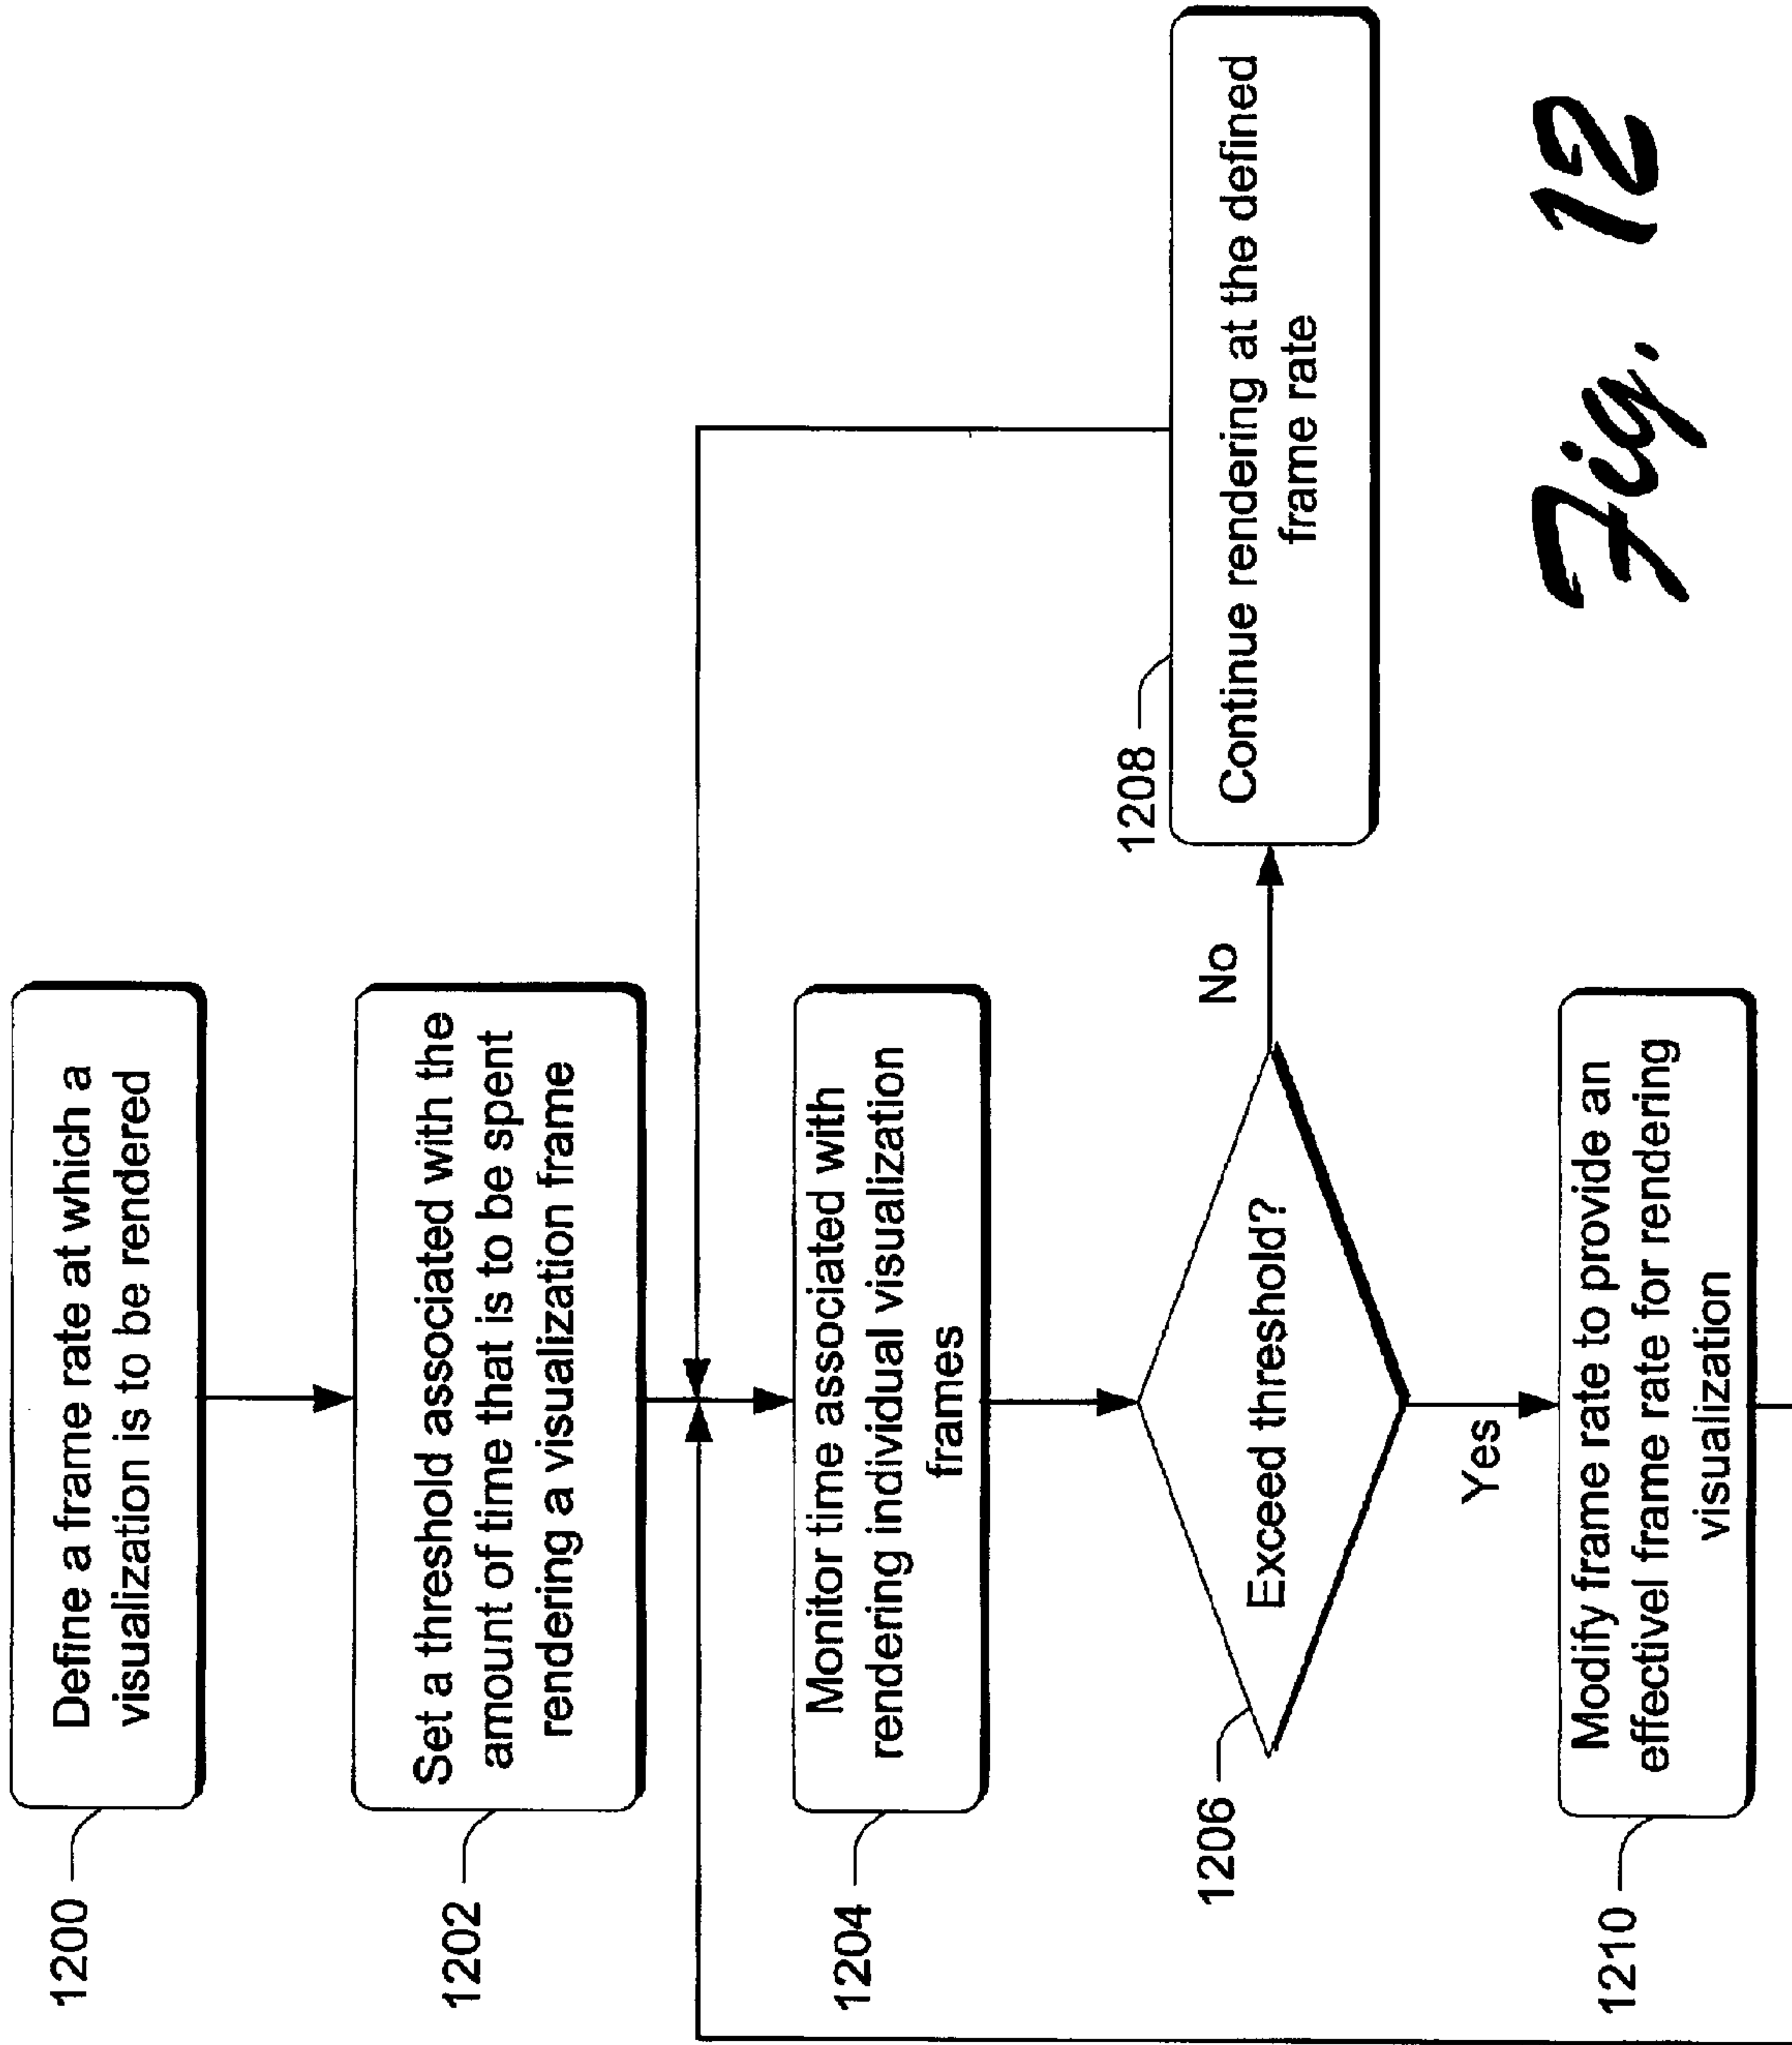 1200
Define a frame rate at which a
visualization is to be rendered
1202
Set a threshold associated with the
amount of time that is to be spent
rendering a visualization frame
1204
Monitor time associated with
rendering individual visualization
frames
1206
Exceed threshold?
No
1208
Continue rendering at the defined
frame rate
Yes
1210
Modify frame rate to provide an
effectivel frame rate for rendering
visualization
Fig. 12